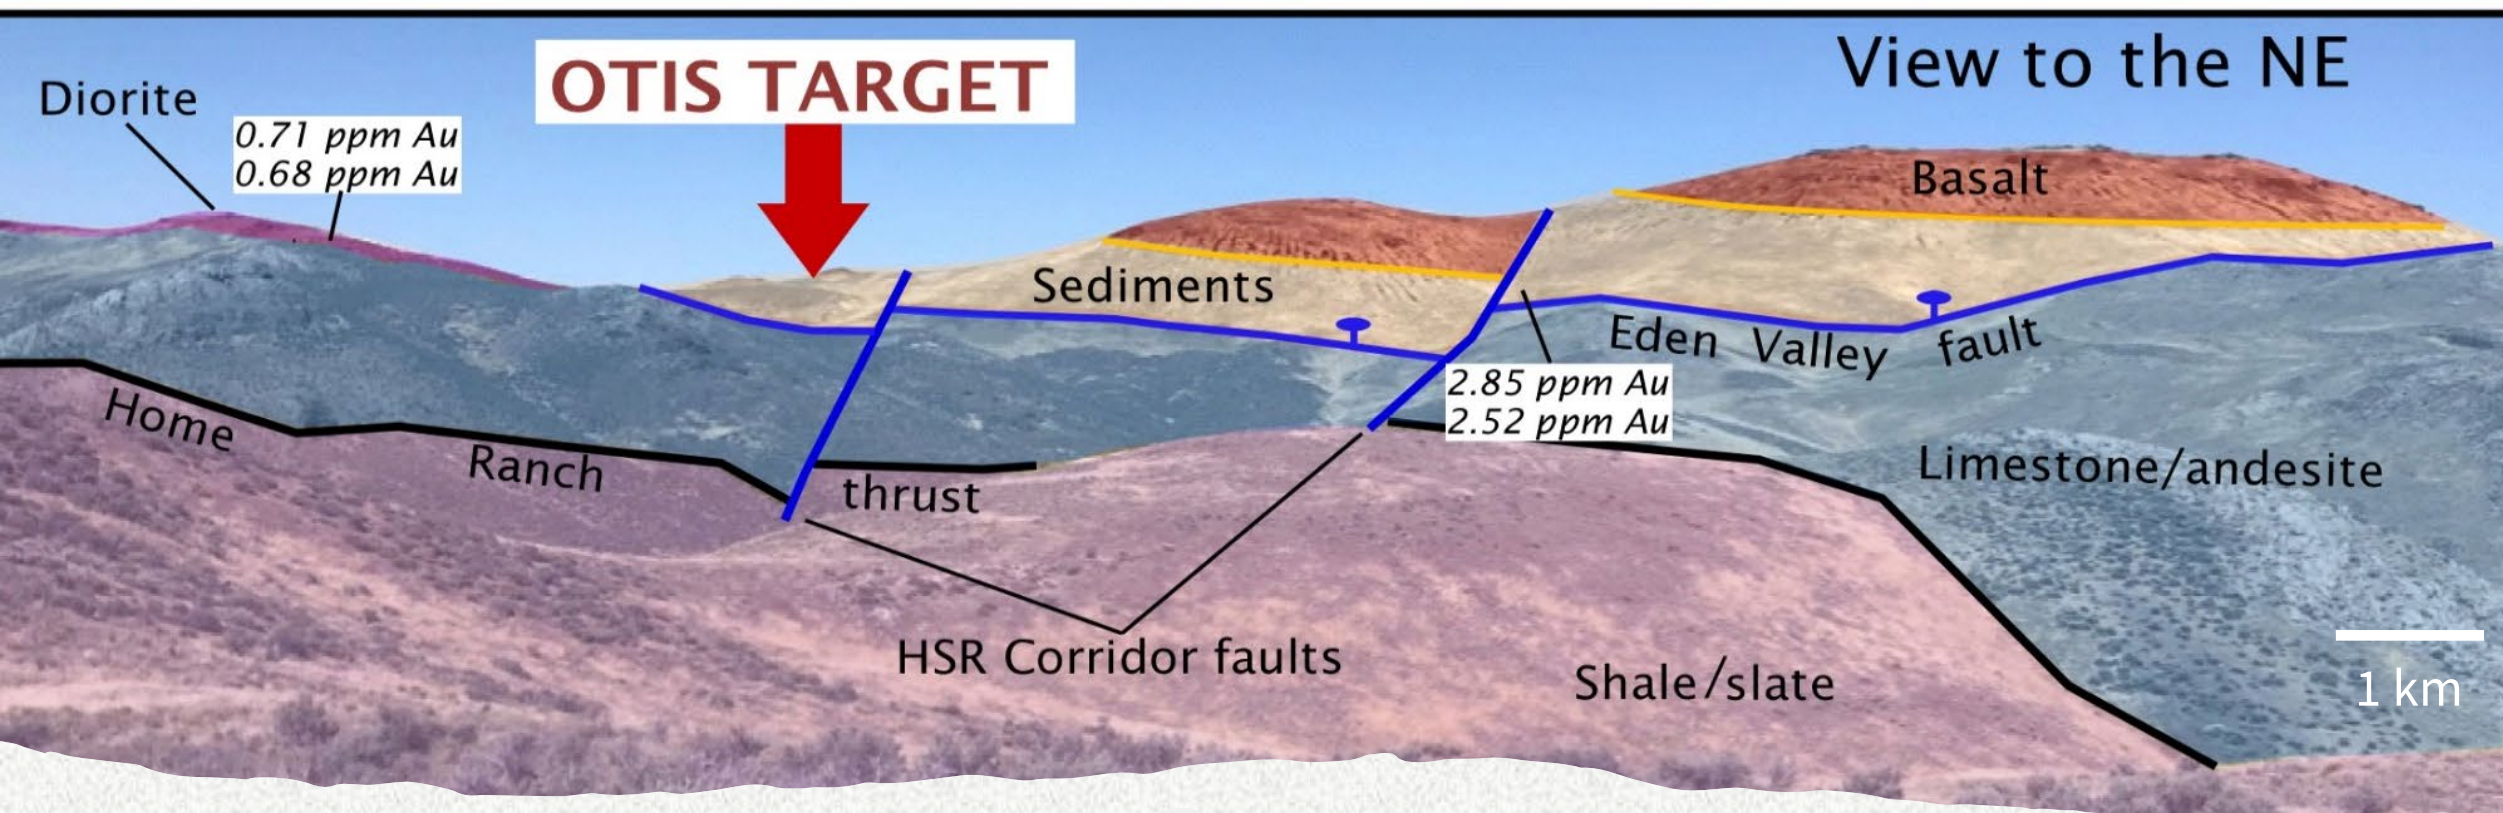 View to the NE
OTIS TARGET
Diorite
0.71 ppm Au
0.68 ppm Au
Basalt
Sediments
Eden Valley fault
2.85 ppm Au
2.52 ppm Au
Home Ranch thrust
Limestone/andesite
HSR Corridor faults
Shale/slate
1 km